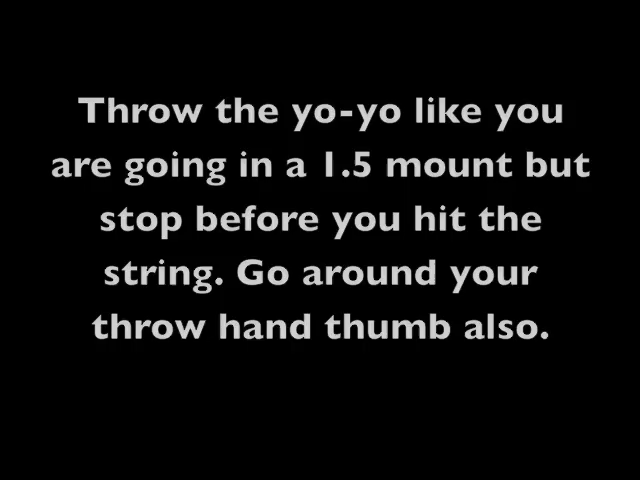 Throw the yo-yo like you
are going in a 1.5 mount but
stop before you hit the
string. Go around your
throw hand thumb also.